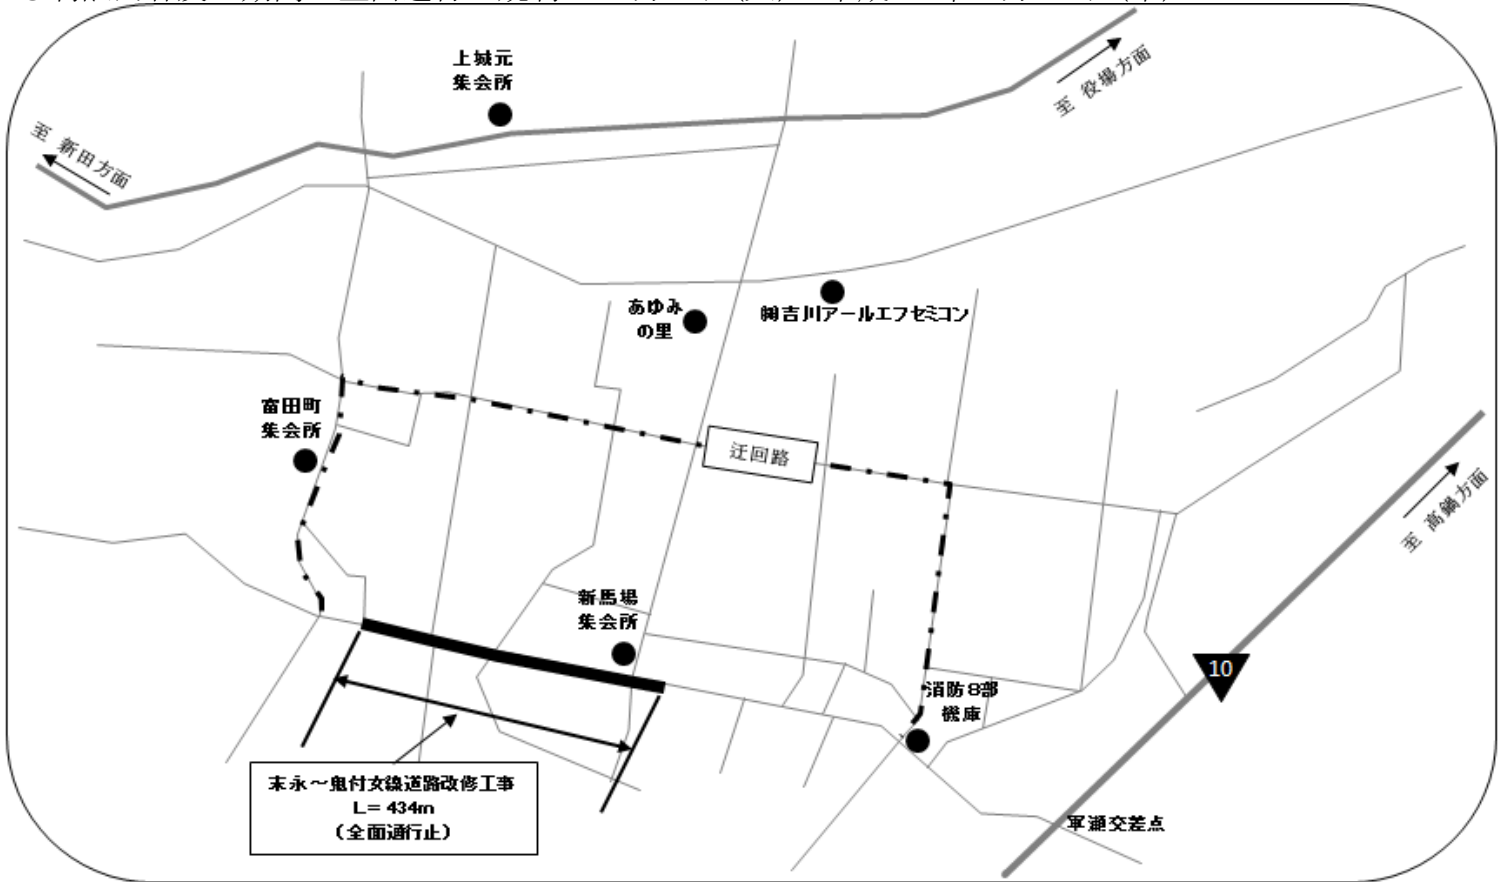 上城元
集会所
至 役場方面
至 新田方面
あゆみ
の里
㈱吉川アールエフセミコン
富田町
集会所
迂回路
至 高鍋方面
新馬場
集会所
10
消防8部
機庫
末永～鬼付女線道路改修工事
L= 434m
(全面通行止)
軍瀬交差点